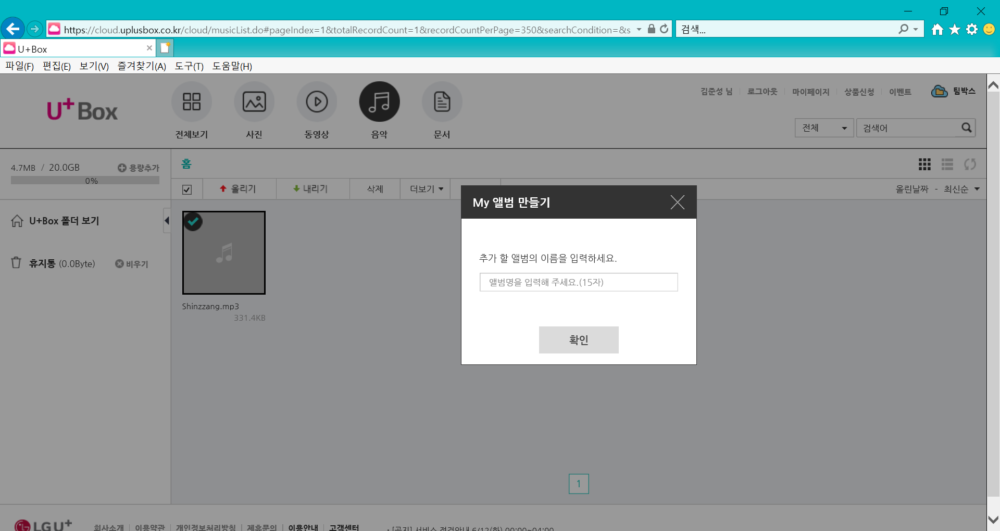 https://cloud.uplusbox.co.kr/cloud/musicList.do#pageIndex=1&totalRecordCount=1&recordCountPerPage=350&searchCondition=&s
검색...
U+Box
파일(F) 편집(E) 보기(V) 즐겨찾기(A) 도구(T) 도움말(H)
U+ Box
전체보기 사진 동영상 음악 문서
김준성 님 로그아웃 마이페이지 상품신청 이벤트 팀박스
전체 검색어
4.7MB / 20.0GB 용량추가
0%
홈
올리기 내리기 삭제 더보기
올린날짜 - 최신순
U+Box 폴더 보기
휴지통 (0.0Byte) 비우기
Shinzzang.mp3
331.4KB
My 앨범 만들기
추가 할 앨범의 이름을 입력하세요.
앨범명을 입력해 주세요.(15자)
확인
1
LG U+
회사소개 이용약관 개인정보처리방침 제휴문의 이용안내 고객센터
[공지] 서비스 점검안내 6/12(화) 00:00~04:00